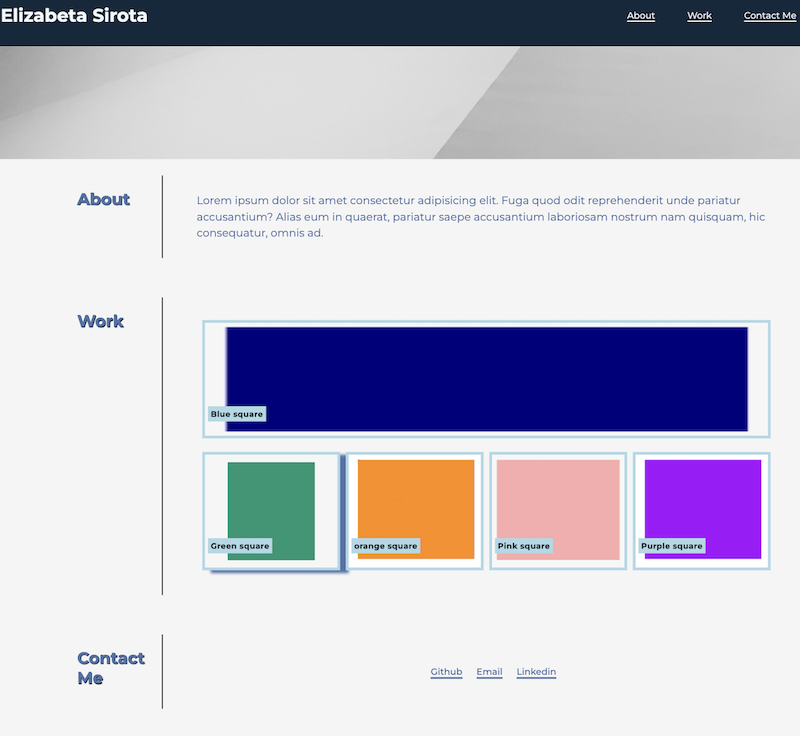 Elizabeta Sirota
About Work Contact Me
About
Lorem ipsum dolor sit amet consectetur adipisicing elit. Fuga quod odit reprehenderit unde pariatur
accusantium? Alias eum in quaerat, pariatur saepe accusantium laboriosam nostrum nam quisquam, hic
consequatur, omnis ad.
Work
Blue square
Green square
orange square
Pink square
Purple square
Contact
Me
Github Email Linkedin